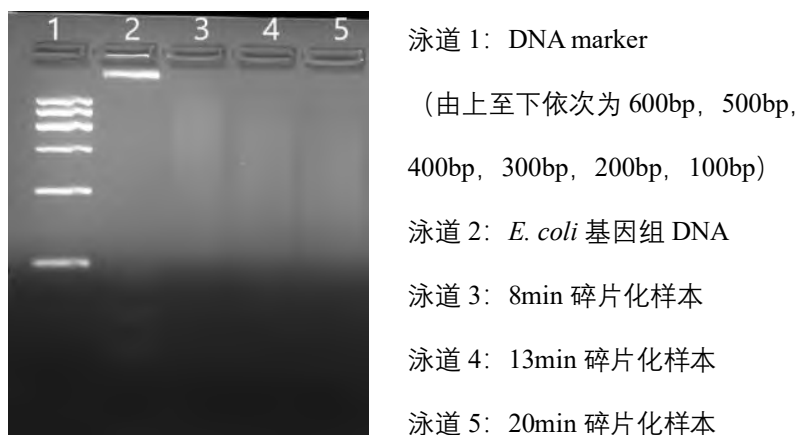 1 2 3 4 5
泳道 1：DNA marker
（由上至下依次为 600bp，500bp，
400bp，300bp，200bp，100bp）
泳道 2：E. coli 基因组 DNA
泳道 3：8min 碎片化样本
泳道 4：13min 碎片化样本
泳道 5：20min 碎片化样本